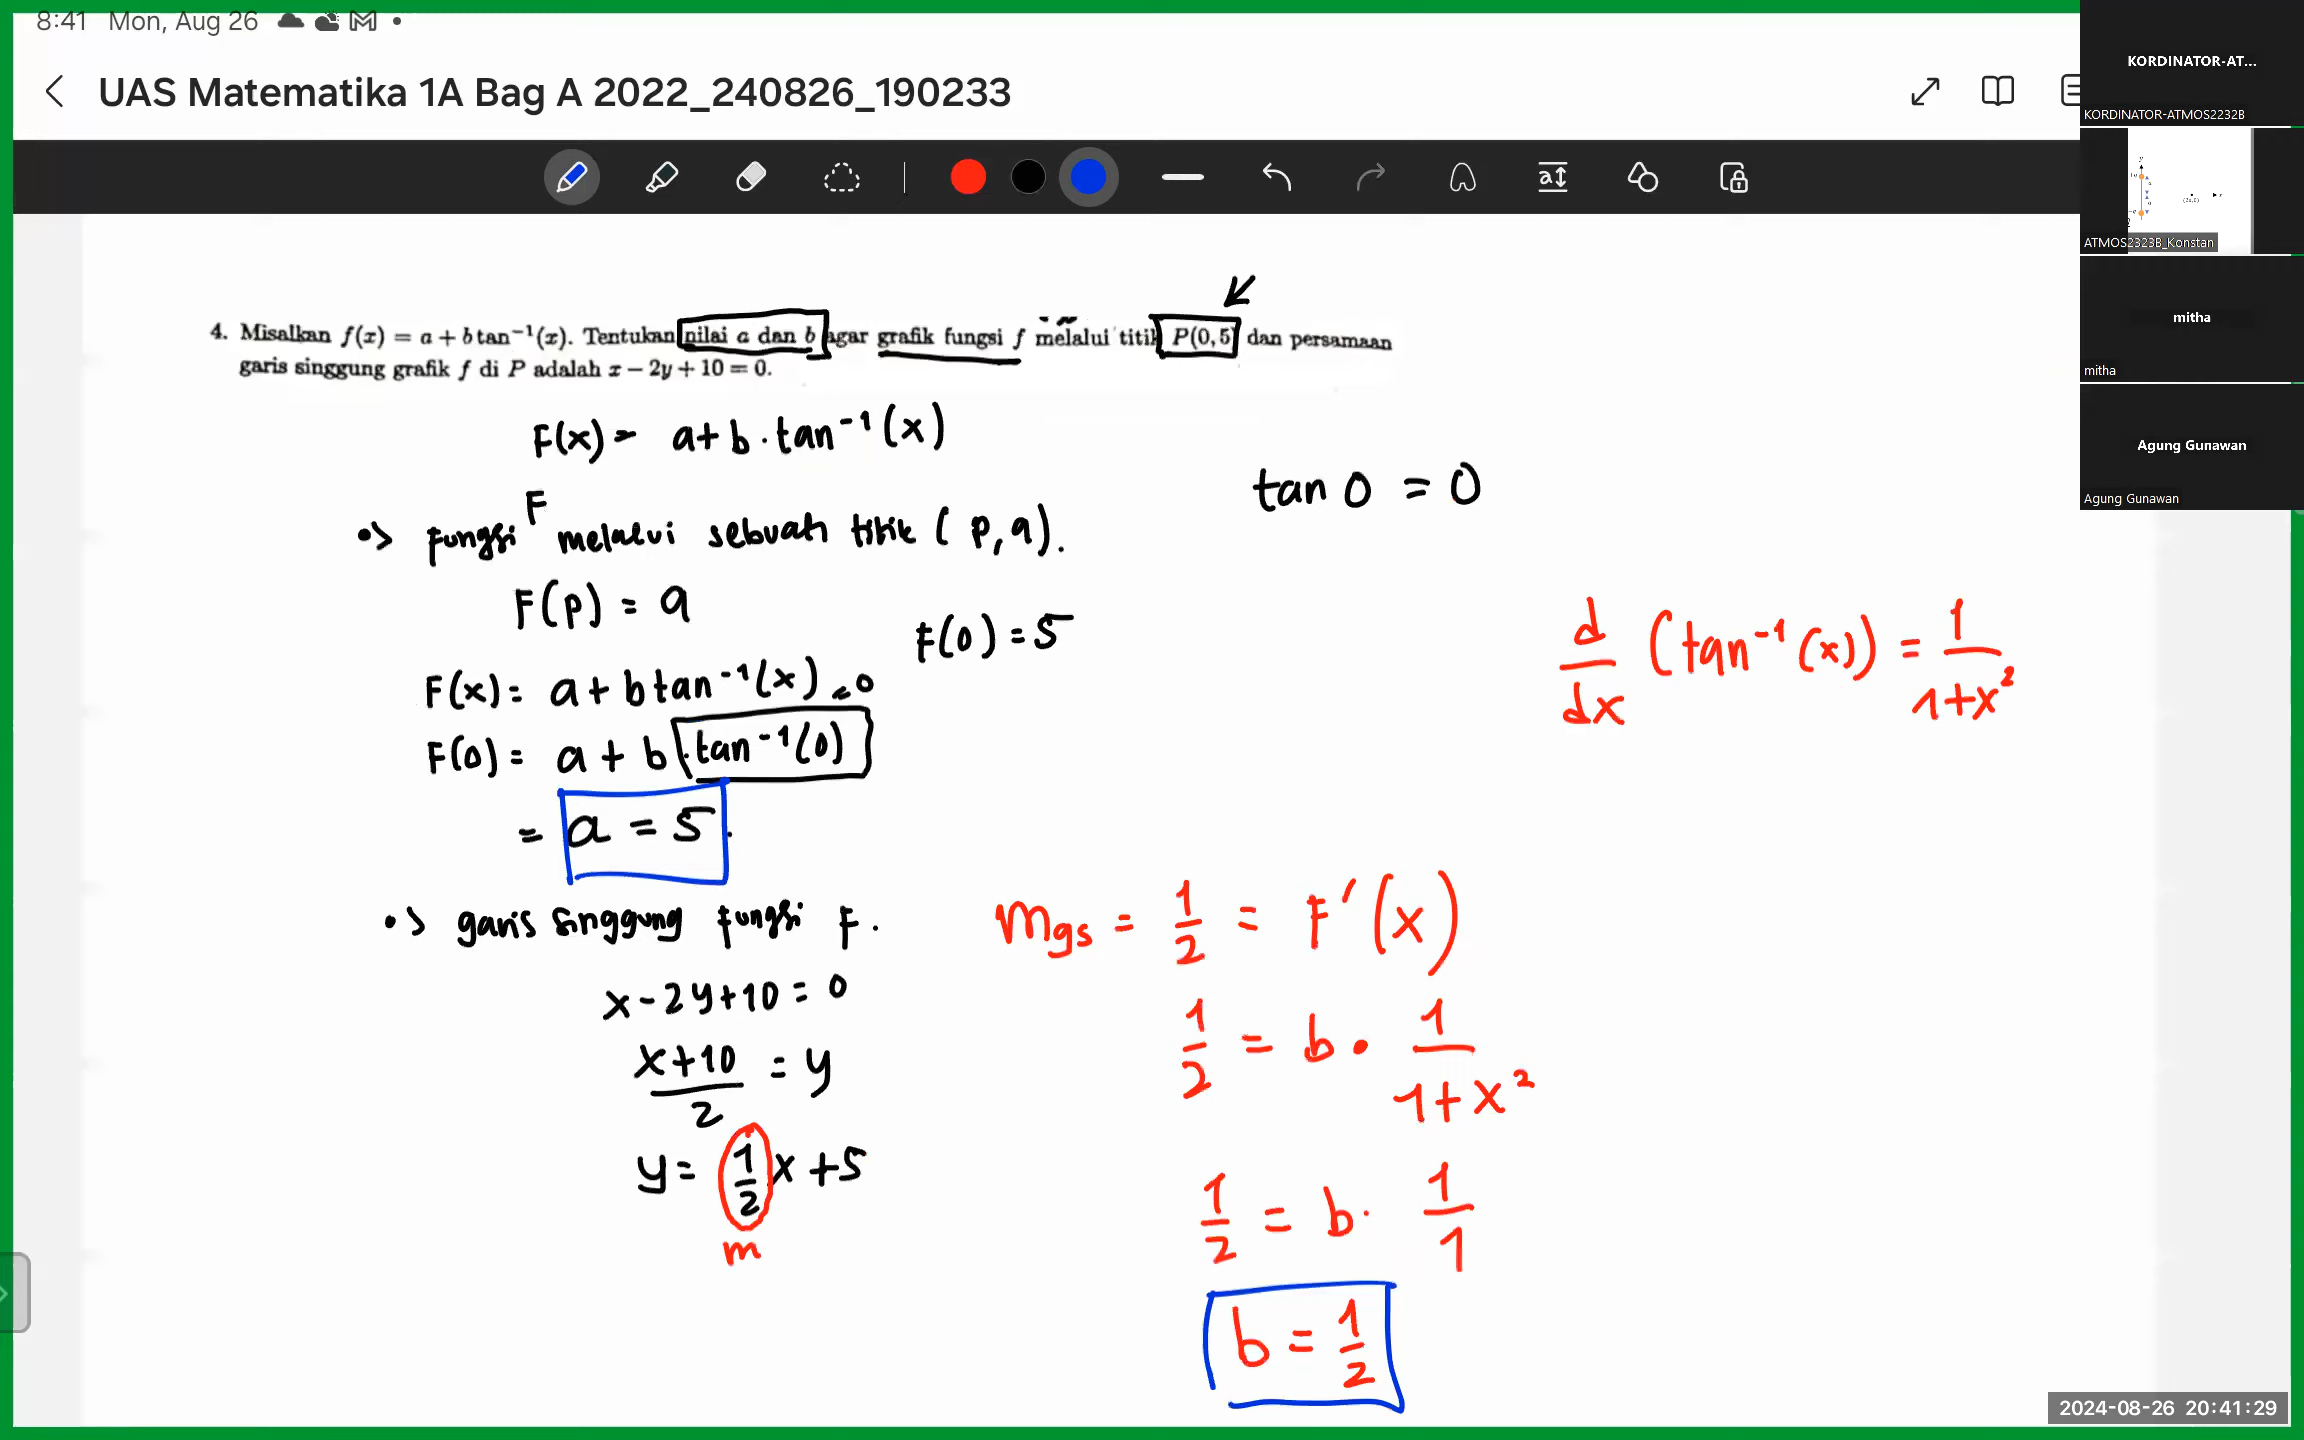 8:41 Mon, Aug 26
UAS Matematika 1A Bag A 2022_240826_190233
4. Misalkan f(x) = a + b tan⁻¹(x). Tentukan nilai a dan b agar grafik fungsi f melalui titik P(0, 5) dan persamaan
garis singgung grafik f di P adalah x − 2y + 10 = 0.
F(x) = a + b · tan⁻¹(x)
tan 0 = 0
•> Fungsi F melalui sebuah titik (p, q).
F(p) = q
F(0) = 5
F(x) = a + b tan⁻¹(x) = 0
F(0) = a + b · tan⁻¹(0)
= a = 5
d/dx (tan⁻¹(x)) = 1/(1+x²)
•> garis singgung fungsi F.
x - 2y + 10 = 0
(x+10)/2 = y
y = 1/2 x + 5
m
mgs = 1/2 = F'(x)
1/2 = b • 1/(1+x²)
1/2 = b · 1/1
b = 1/2
KORDINATOR-AT...
KORDINATOR-ATMOS2232B
ATMOS2323B_Konstan
mitha
mitha
Agung Gunawan
Agung Gunawan
2024-08-26 20:41:29